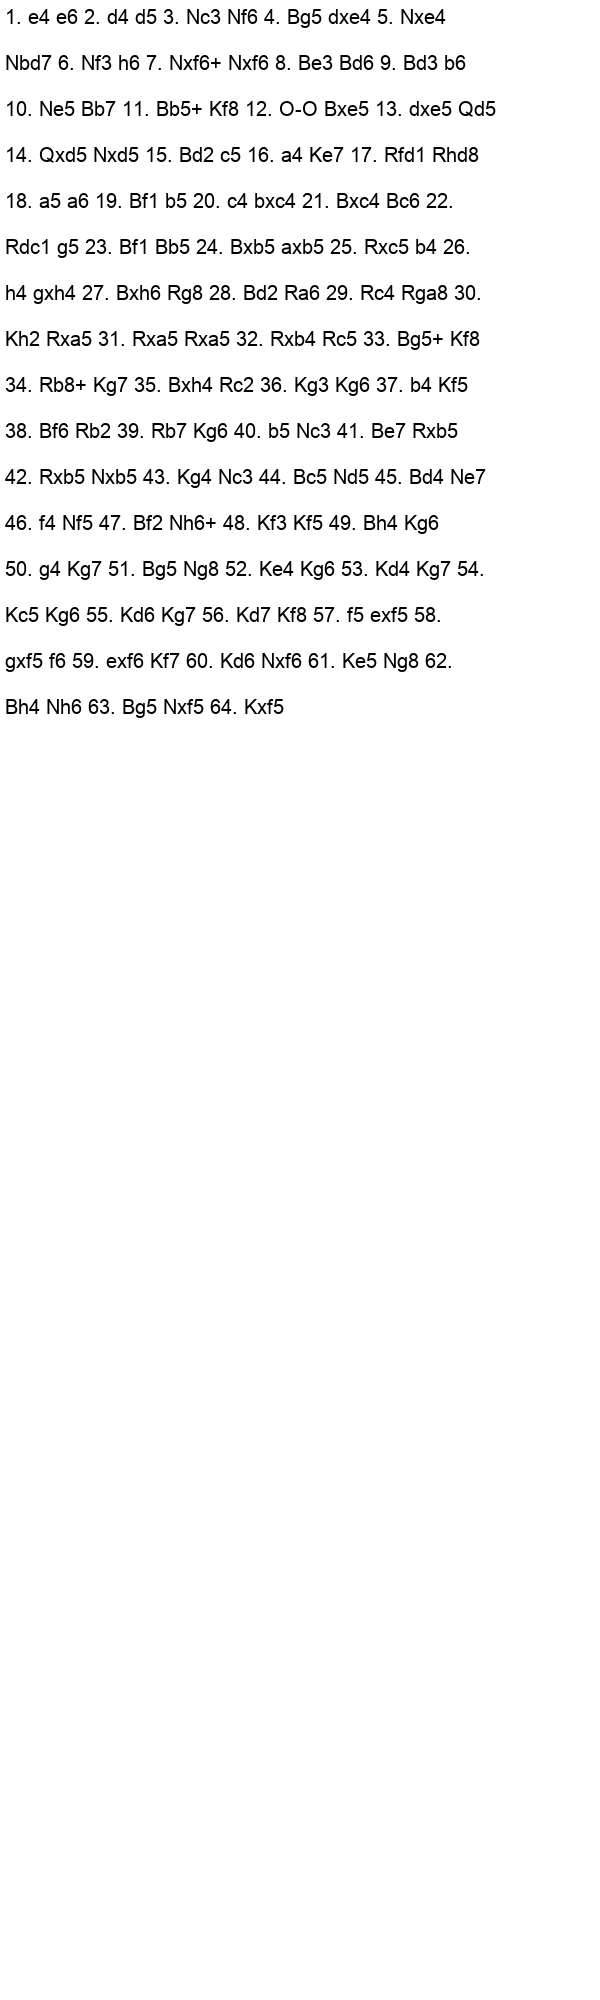 1. e4 e6 2. d4 d5 3. Nc3 Nf6 4. Bg5 dxe4 5. Nxe4
Nbd7 6. Nf3 h6 7. Nxf6+ Nxf6 8. Be3 Bd6 9. Bd3 b6
10. Ne5 Bb7 11. Bb5+ Kf8 12. O-O Bxe5 13. dxe5 Qd5
14. Qxd5 Nxd5 15. Bd2 c5 16. a4 Ke7 17. Rfd1 Rhd8
18. a5 a6 19. Bf1 b5 20. c4 bxc4 21. Bxc4 Bc6 22.
Rdc1 g5 23. Bf1 Bb5 24. Bxb5 axb5 25. Rxc5 b4 26.
h4 gxh4 27. Bxh6 Rg8 28. Bd2 Ra6 29. Rc4 Rga8 30.
Kh2 Rxa5 31. Rxa5 Rxa5 32. Rxb4 Rc5 33. Bg5+ Kf8
34. Rb8+ Kg7 35. Bxh4 Rc2 36. Kg3 Kg6 37. b4 Kf5
38. Bf6 Rb2 39. Rb7 Kg6 40. b5 Nc3 41. Be7 Rxb5
42. Rxb5 Nxb5 43. Kg4 Nc3 44. Bc5 Nd5 45. Bd4 Ne7
46. f4 Nf5 47. Bf2 Nh6+ 48. Kf3 Kf5 49. Bh4 Kg6
50. g4 Kg7 51. Bg5 Ng8 52. Ke4 Kg6 53. Kd4 Kg7 54.
Kc5 Kg6 55. Kd6 Kg7 56. Kd7 Kf8 57. f5 exf5 58.
gxf5 f6 59. exf6 Kf7 60. Kd6 Nxf6 61. Ke5 Ng8 62.
Bh4 Nh6 63. Bg5 Nxf5 64. Kxf5